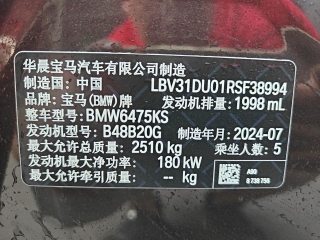 华晨宝马汽车有限公司制造
制造国：中国 LBV31DU01RSF38994
品牌：宝马(BMW)牌 发动机排量：1998 mL
整车型号：BMW6475KS
发动机型号：B48B20G 制造年月：2024-07
最大允许总质量：2510 kg 乘坐人数：5
发动机最大净功率：180 kW
最大允许牵引质量：-- kg